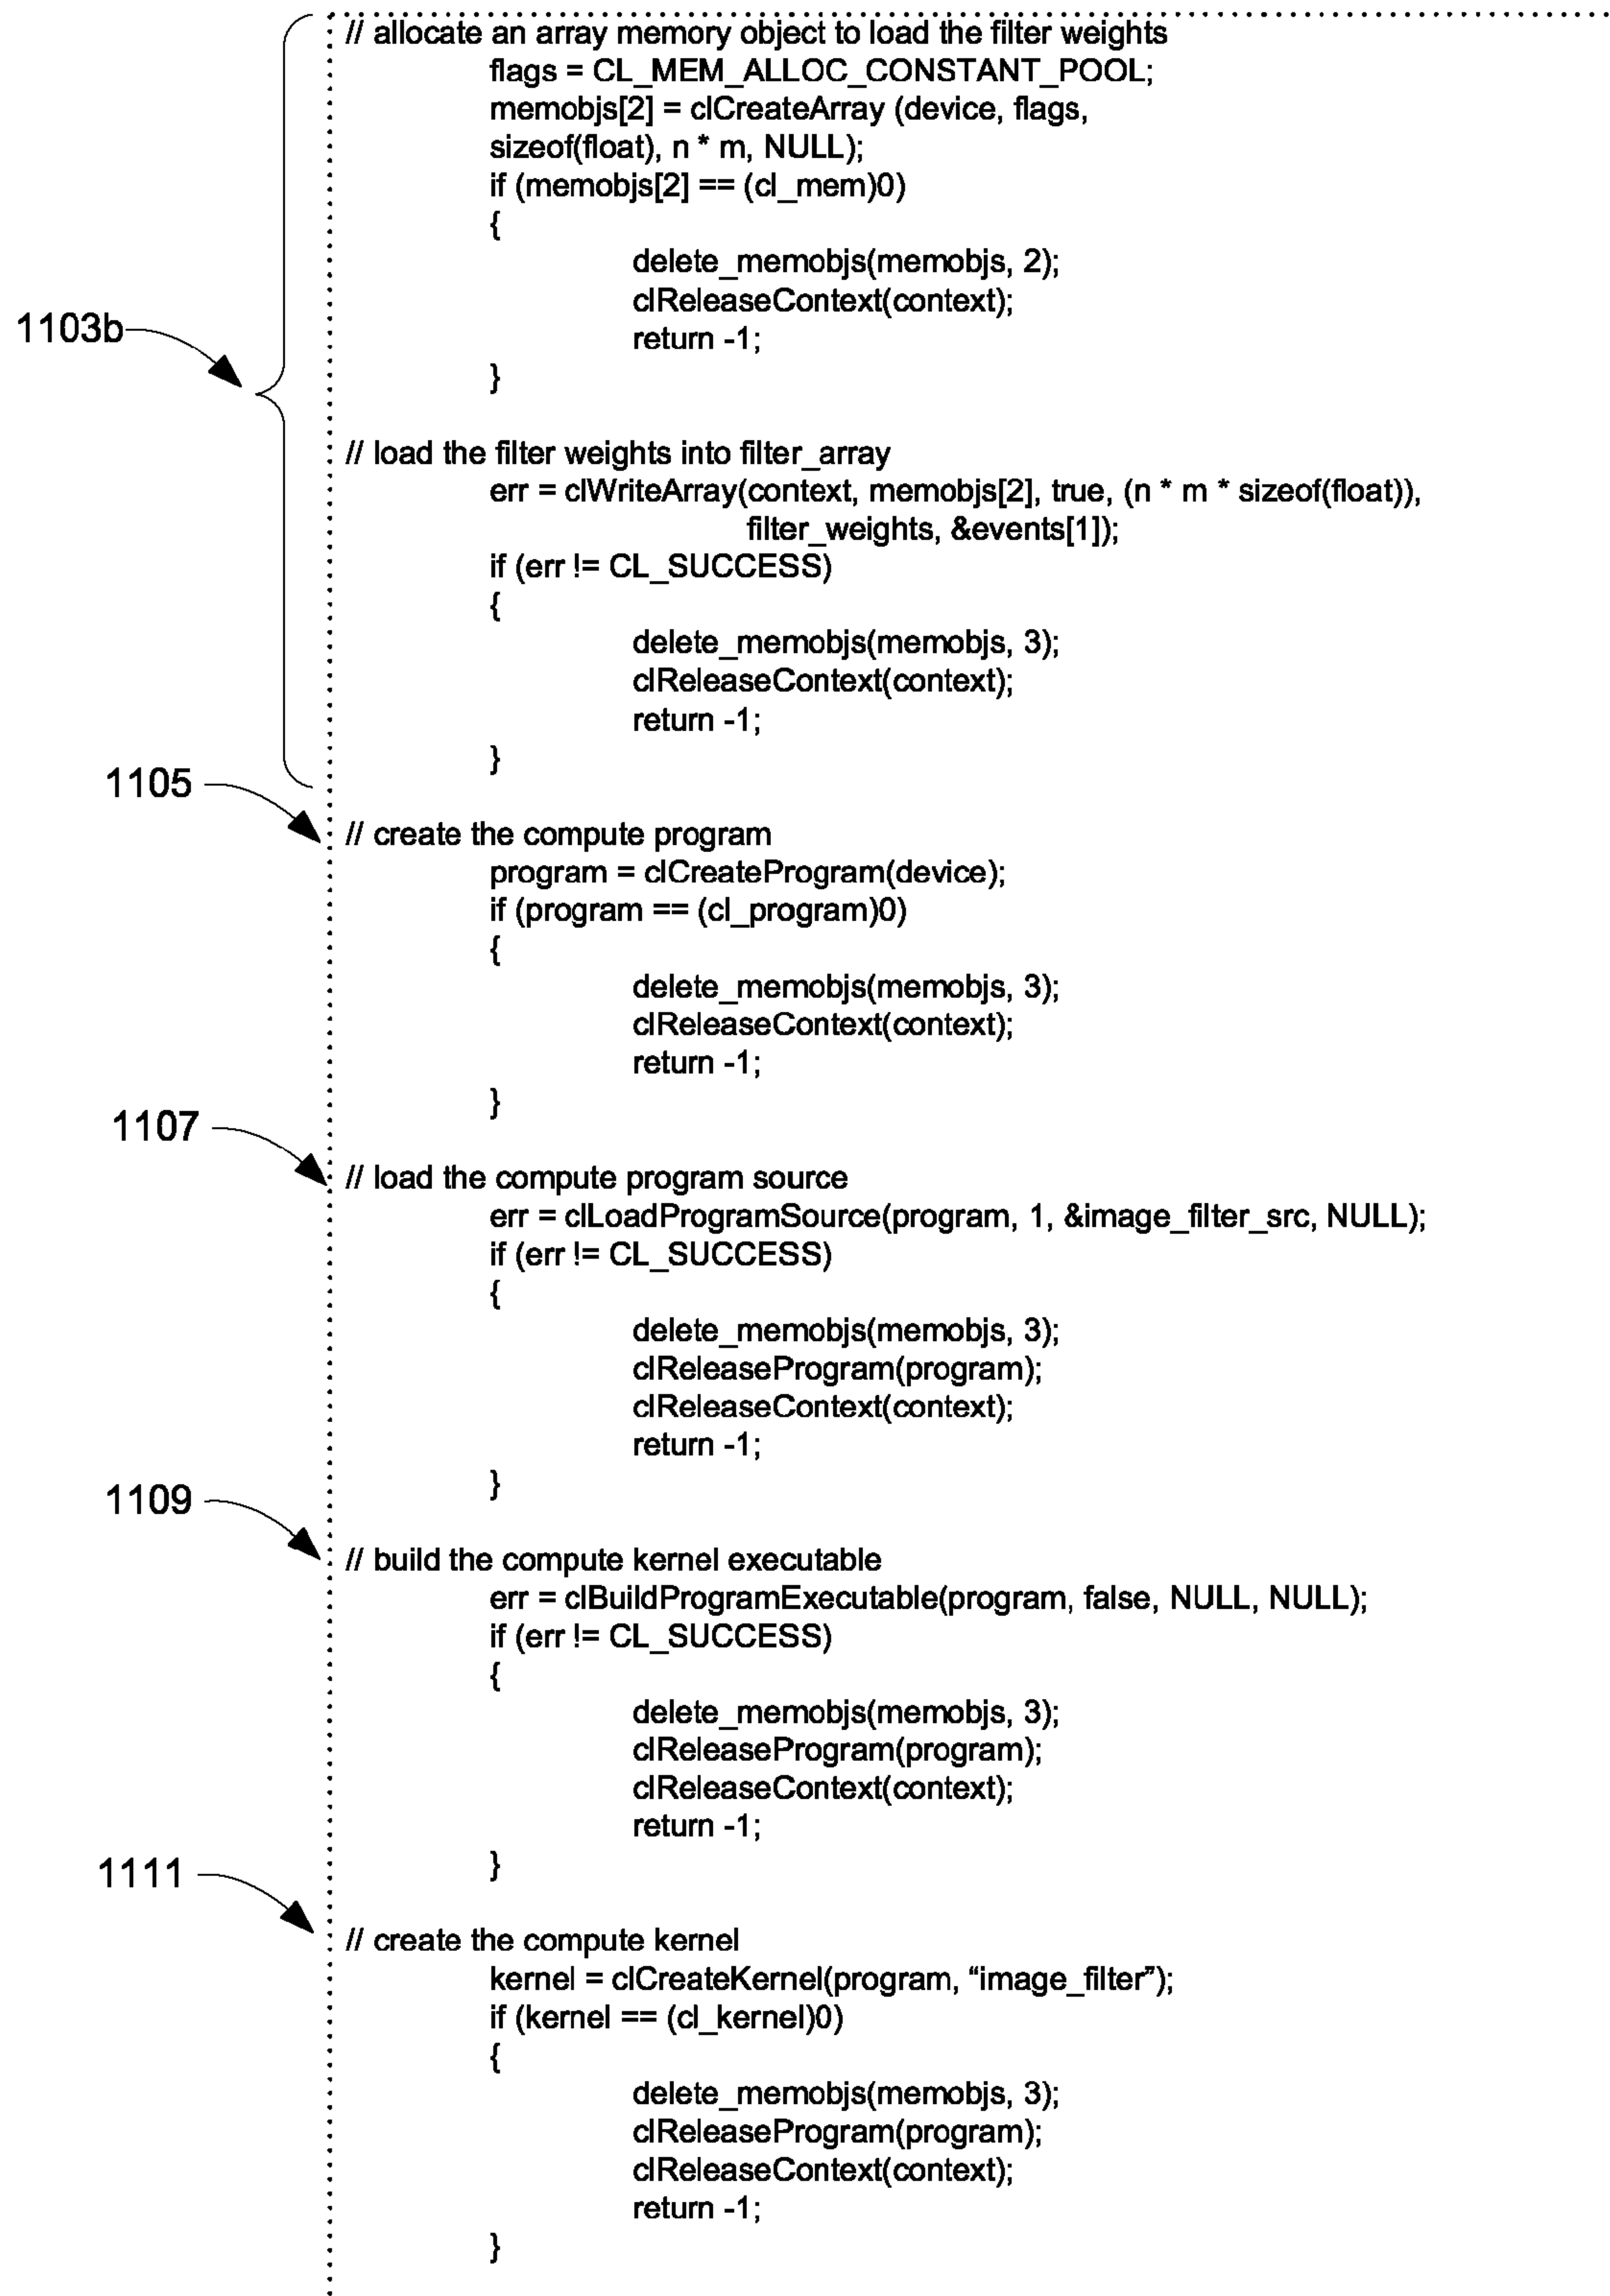 // allocate an array memory object to load the filter weights
flags = CL_MEM_ALLOC_CONSTANT_POOL;
memobjs[2] = clCreateArray (device, flags,
sizeof(float), n * m, NULL);
if (memobjs[2] == (cl_mem)0)
{
delete_memobjs(memobjs, 2);
clReleaseContext(context);
return -1;
}
1103b
// load the filter weights into filter_array
err = clWriteArray(context, memobjs[2], true, (n * m * sizeof(float)),
filter_weights, &events[1]);
if (err != CL_SUCCESS)
{
delete_memobjs(memobjs, 3);
clReleaseContext(context);
return -1;
}
1105
// create the compute program
program = clCreateProgram(device);
if (program == (cl_program)0)
{
delete_memobjs(memobjs, 3);
clReleaseContext(context);
return -1;
}
1107
// load the compute program source
err = clLoadProgramSource(program, 1, &image_filter_src, NULL);
if (err != CL_SUCCESS)
{
delete_memobjs(memobjs, 3);
clReleaseProgram(program);
clReleaseContext(context);
return -1;
}
1109
// build the compute kernel executable
err = clBuildProgramExecutable(program, false, NULL, NULL);
if (err != CL_SUCCESS)
{
delete_memobjs(memobjs, 3);
clReleaseProgram(program);
clReleaseContext(context);
return -1;
}
1111
// create the compute kernel
kernel = clCreateKernel(program, “image_filter”);
if (kernel == (cl_kernel)0)
{
delete_memobjs(memobjs, 3);
clReleaseProgram(program);
clReleaseContext(context);
return -1;
}